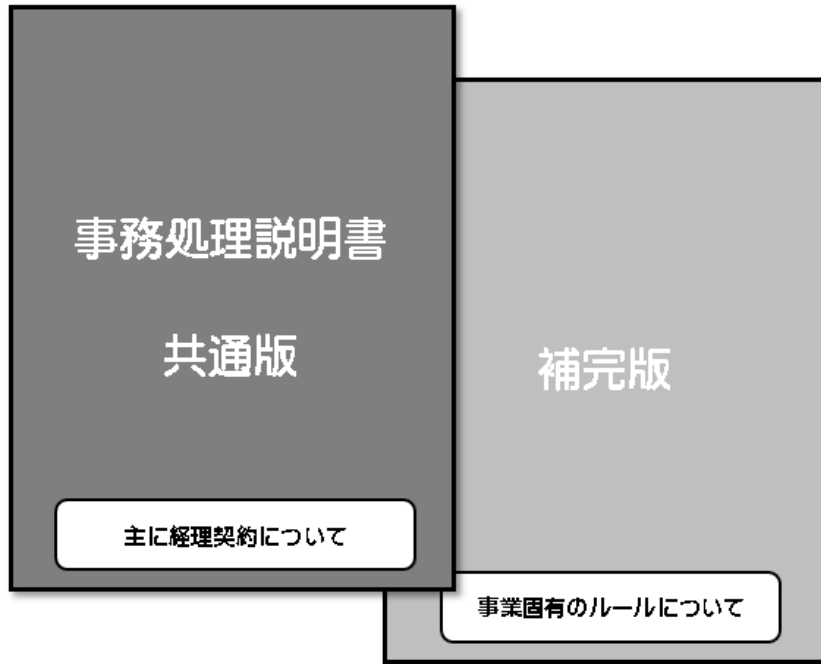 事務処理説明書
共通版
主に経理契約について
補完版
事業固有のルールについて